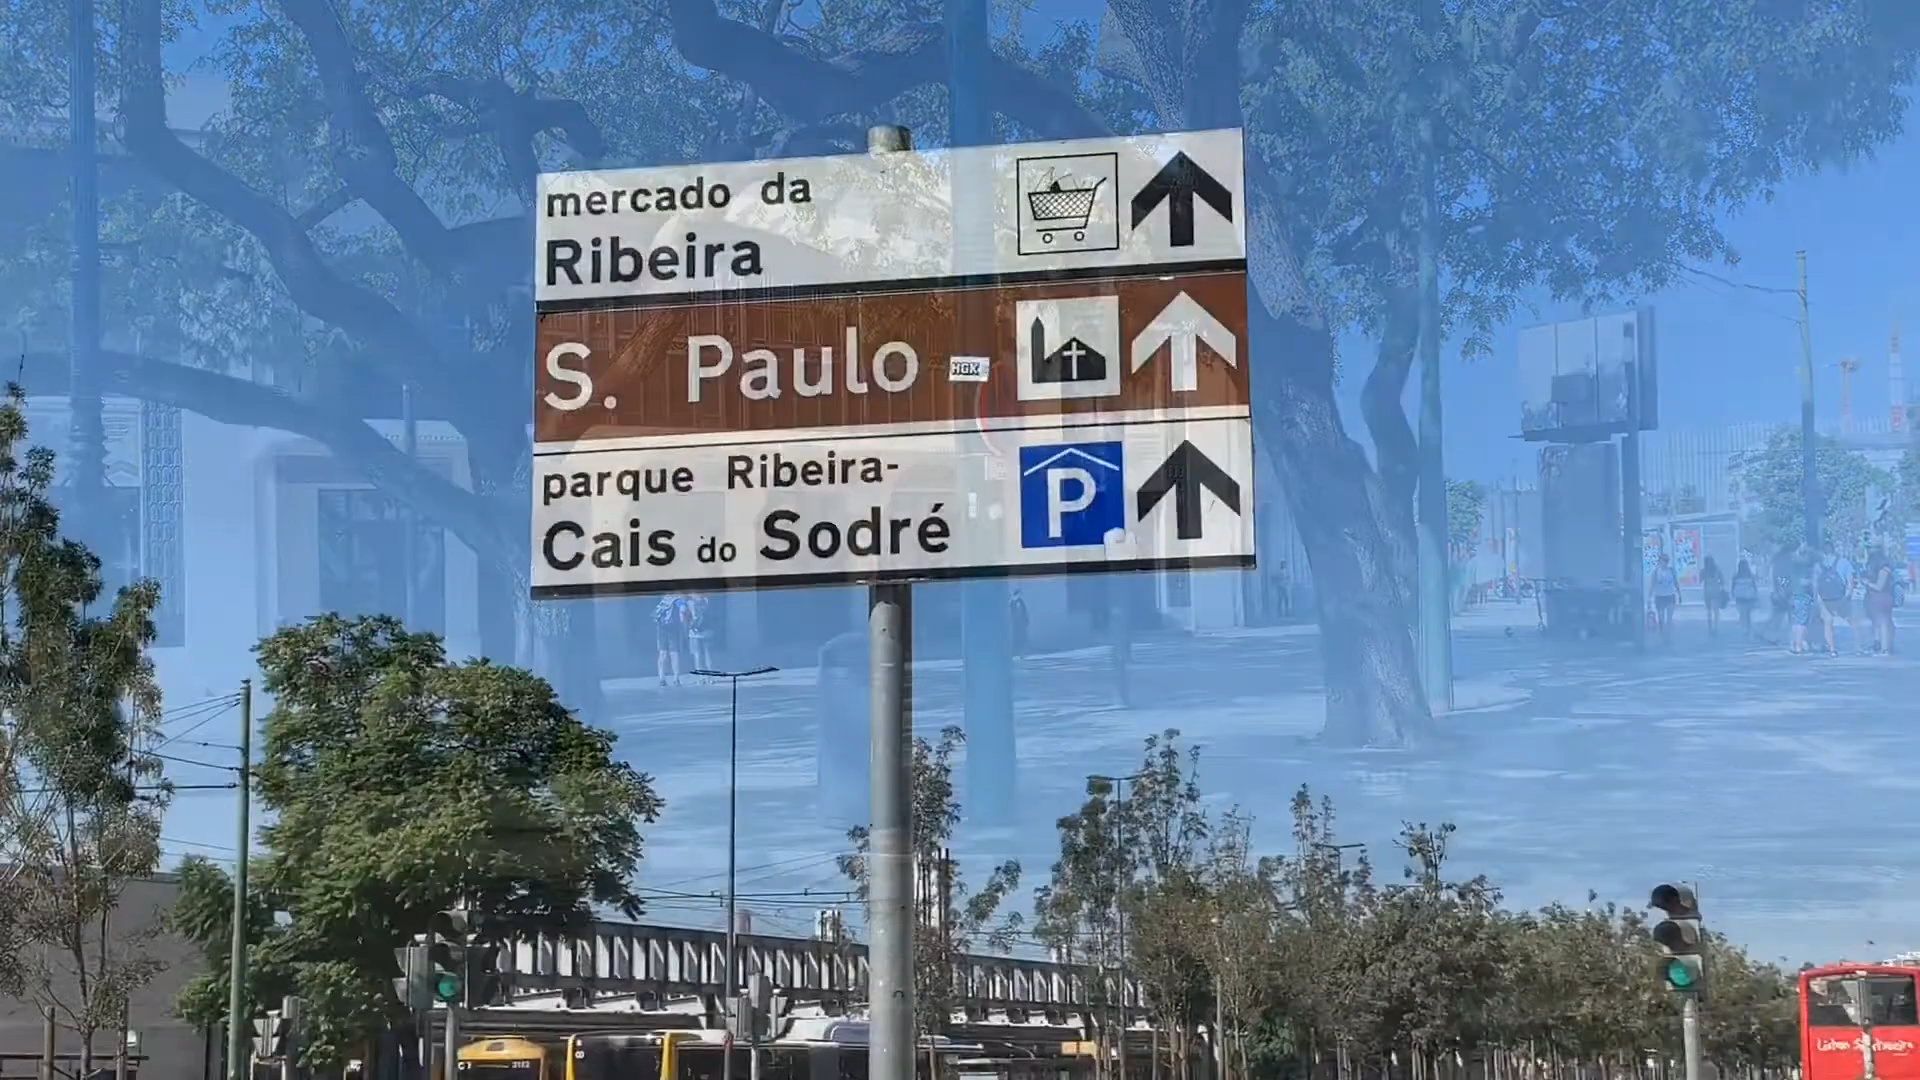 mercado da
Ribeira
S. Paulo
HGK
P
parque Ribeira-
Cais do Sodré